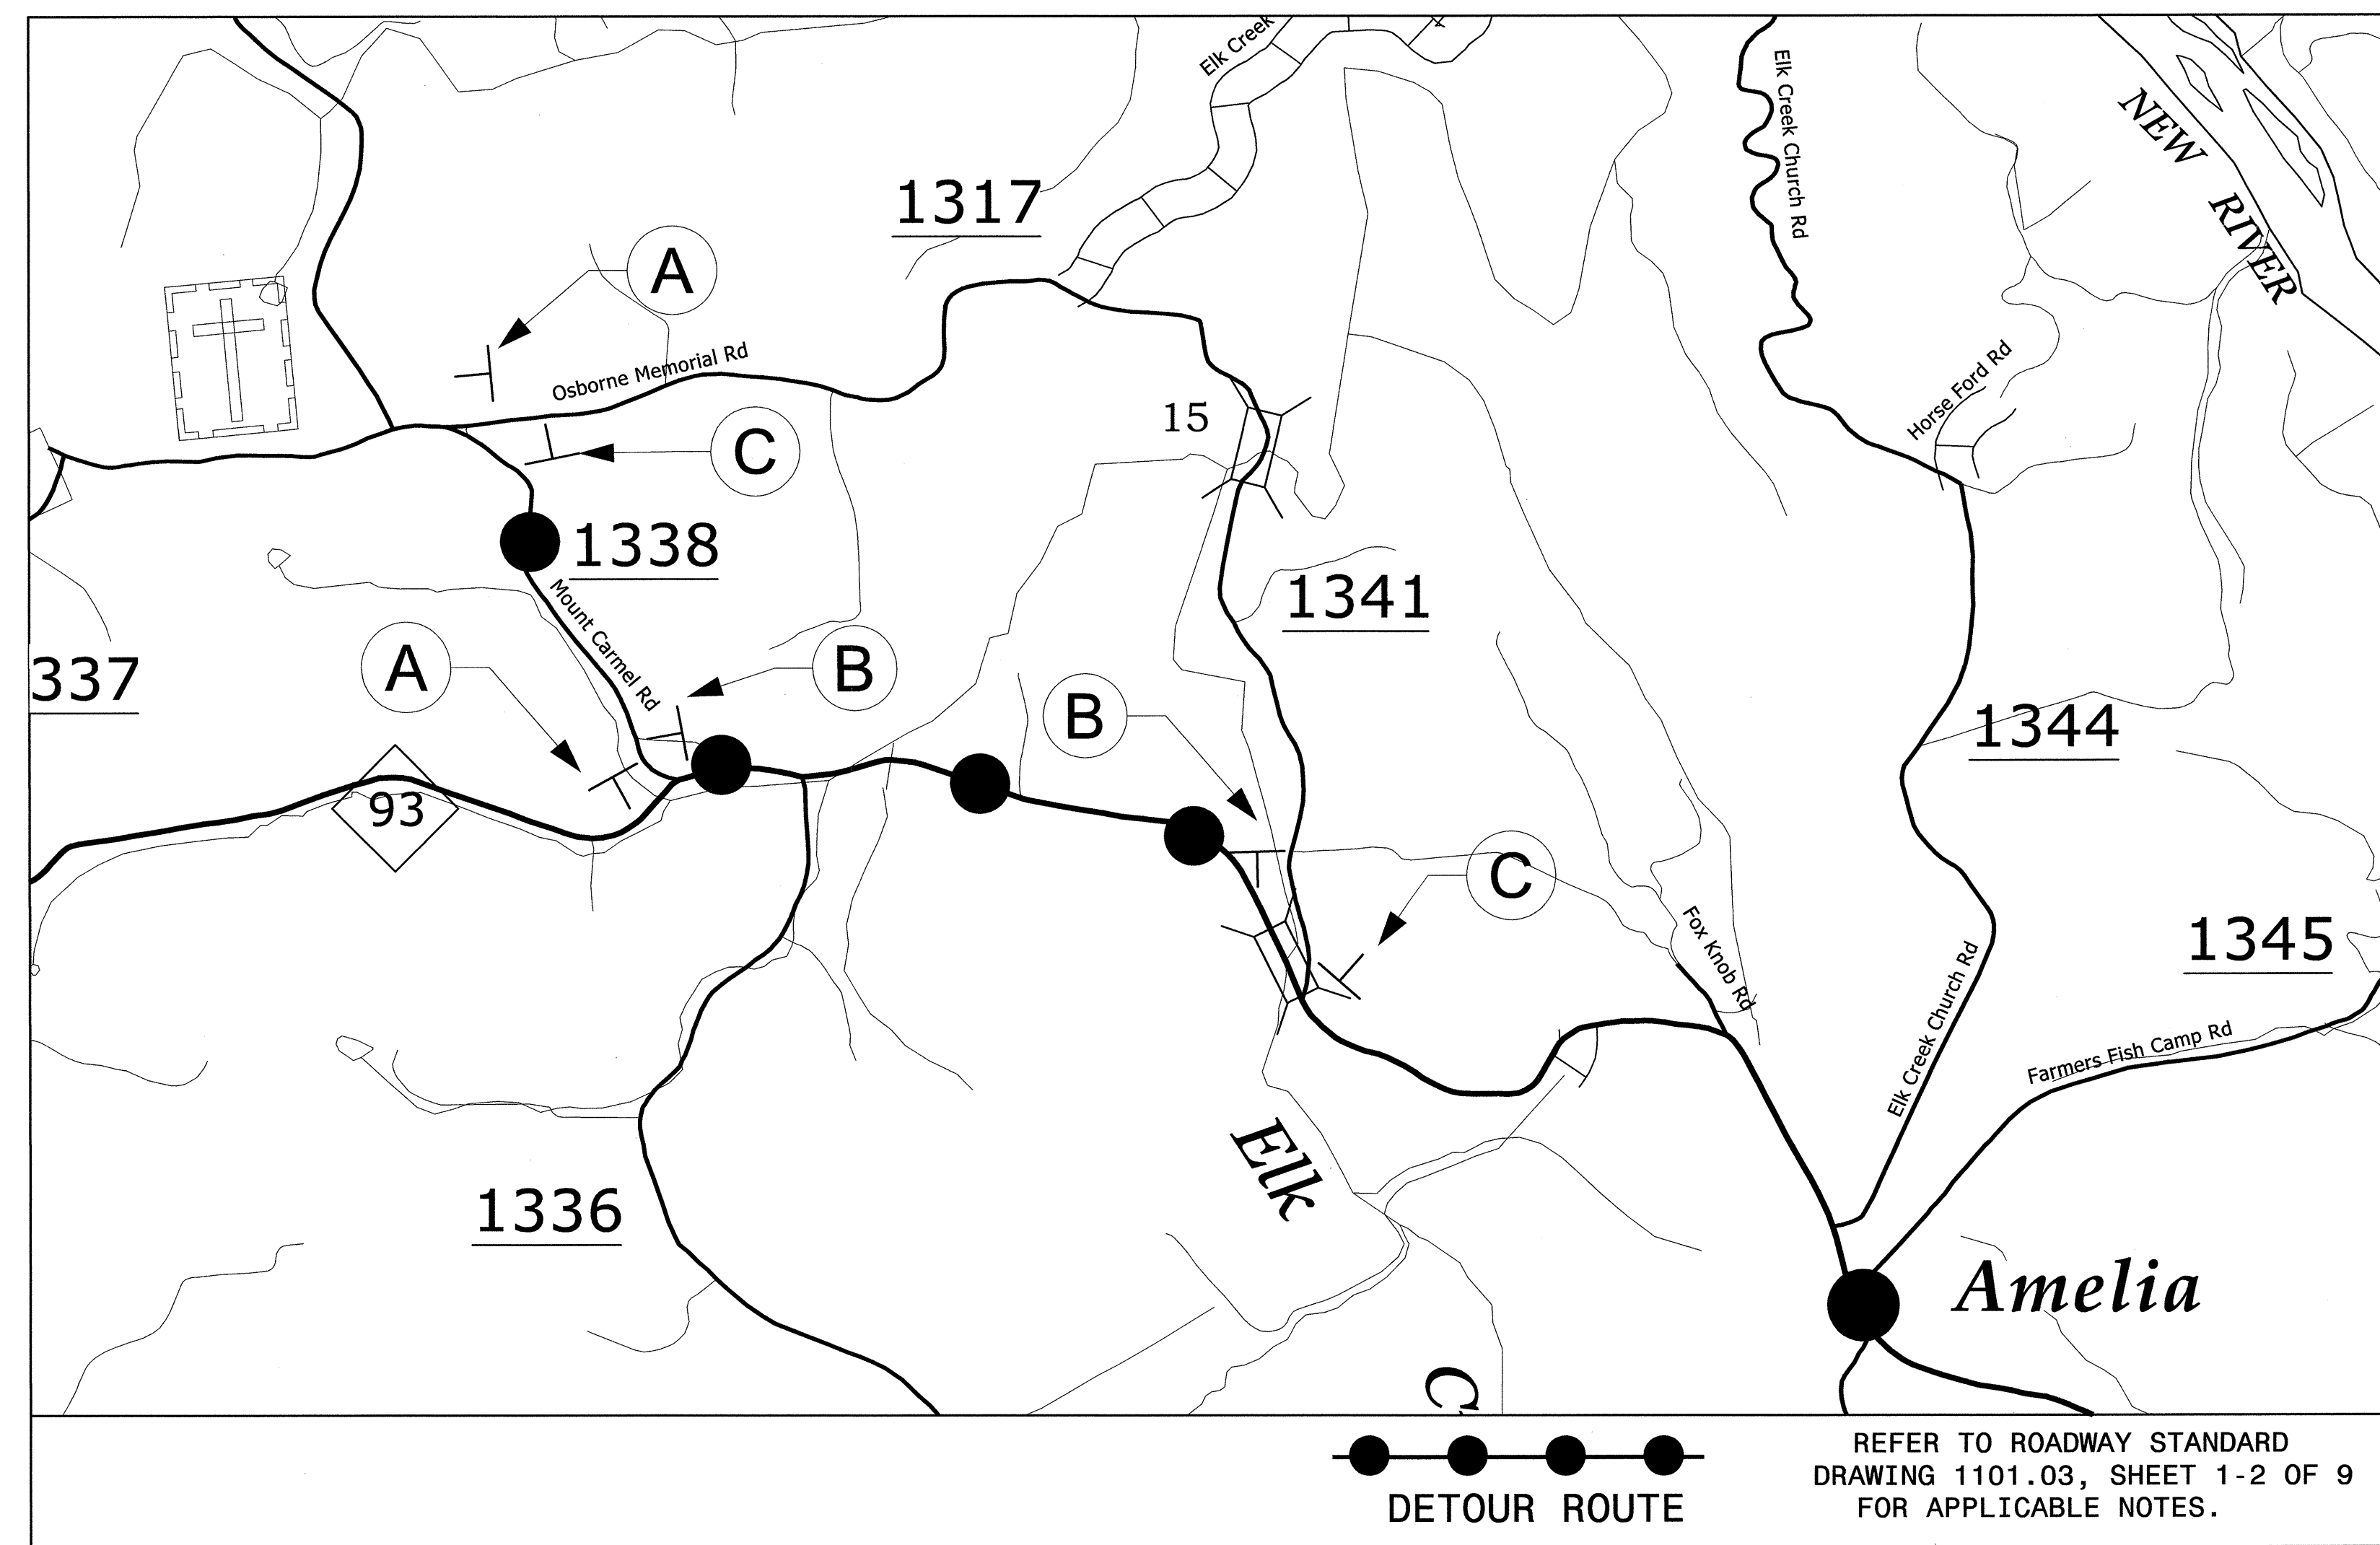 Elk Creek
Elk Creek Church Rd
NEW RIVER
1317
A
Osborne Memorial Rd
C
15
Horse Ford Rd
1338
1341
Mount Carmel Rd
337
A
B
B
1344
93
C
Fox Knob Rd
1345
Elk Creek Church Rd
Farmers Fish Camp Rd
Elk
1336
Amelia
C
DETOUR ROUTE
REFER TO ROADWAY STANDARD
DRAWING 1101.03, SHEET 1-2 OF 9
FOR APPLICABLE NOTES.